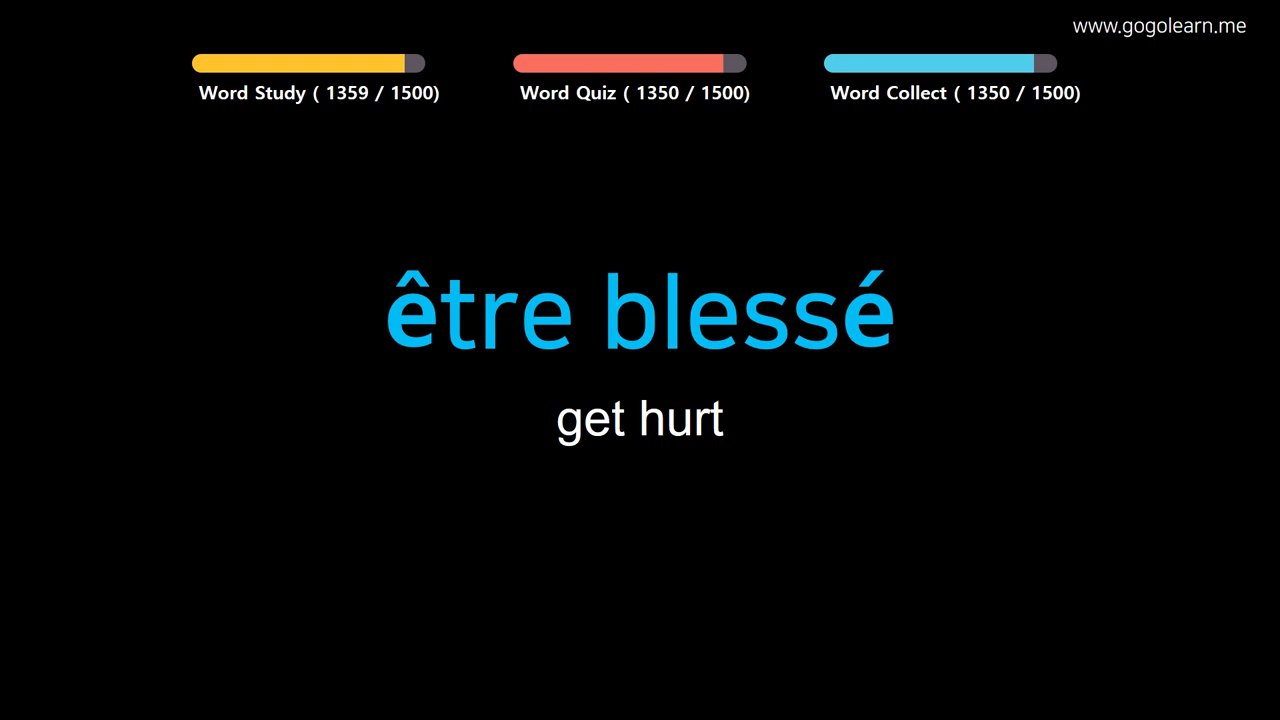 www.gogolearn.me
Word Study ( 1359 / 1500)
Word Quiz ( 1350 / 1500)
Word Collect ( 1350 / 1500)
être blessé
get hurt